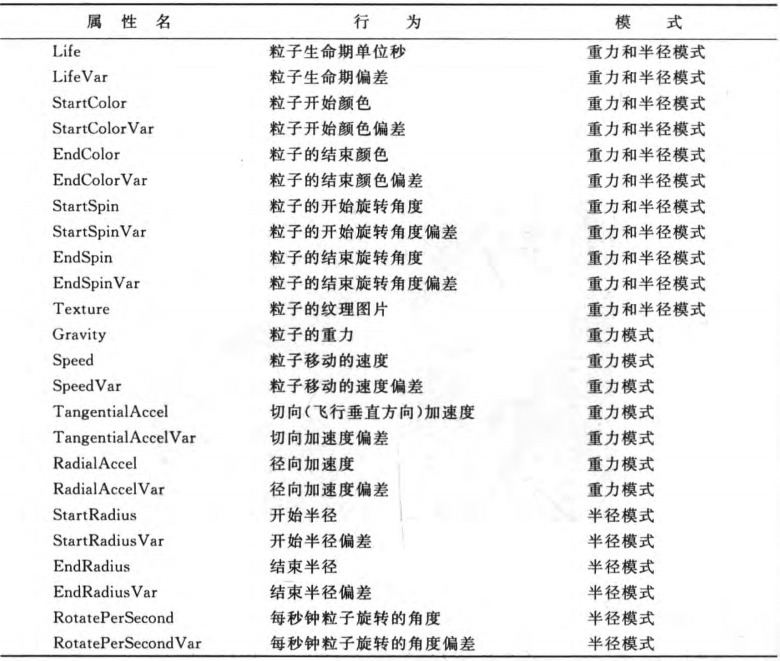 属性名 行为 模式
Life 粒子生命期单位秒 重力和半径模式
LifeVar 粒子生命期偏差 重力和半径模式
StartColor 粒子开始颜色 重力和半径模式
StartColorVar 粒子开始颜色偏差 重力和半径模式
EndColor 粒子的结束颜色 重力和半径模式
EndColorVar 粒子的结束颜色偏差 重力和半径模式
StartSpin 粒子的开始旋转角度 重力和半径模式
StartSpinVar 粒子的开始旋转角度偏差 重力和半径模式
EndSpin 粒子的结束旋转角度 重力和半径模式
EndSpinVar 粒子的结束旋转角度偏差 重力和半径模式
Texture 粒子的纹理图片 重力和半径模式
Gravity 粒子的重力 重力模式
Speed 粒子移动的速度 重力模式
SpeedVar 粒子移动的速度偏差 重力模式
TangentialAccel 切向(飞行垂直方向)加速度 重力模式
TangentialAccelVar 切向加速度偏差 重力模式
RadialAccel 径向加速度 重力模式
RadialAccelVar 径向加速度偏差 重力模式
StartRadius 开始半径 半径模式
StartRadiusVar 开始半径偏差 半径模式
EndRadius 结束半径 半径模式
EndRadiusVar 结束半径偏差 半径模式
RotatePerSecond 每秒钟粒子旋转的角度 半径模式
RotatePerSecondVar 每秒钟粒子旋转的角度偏差 半径模式